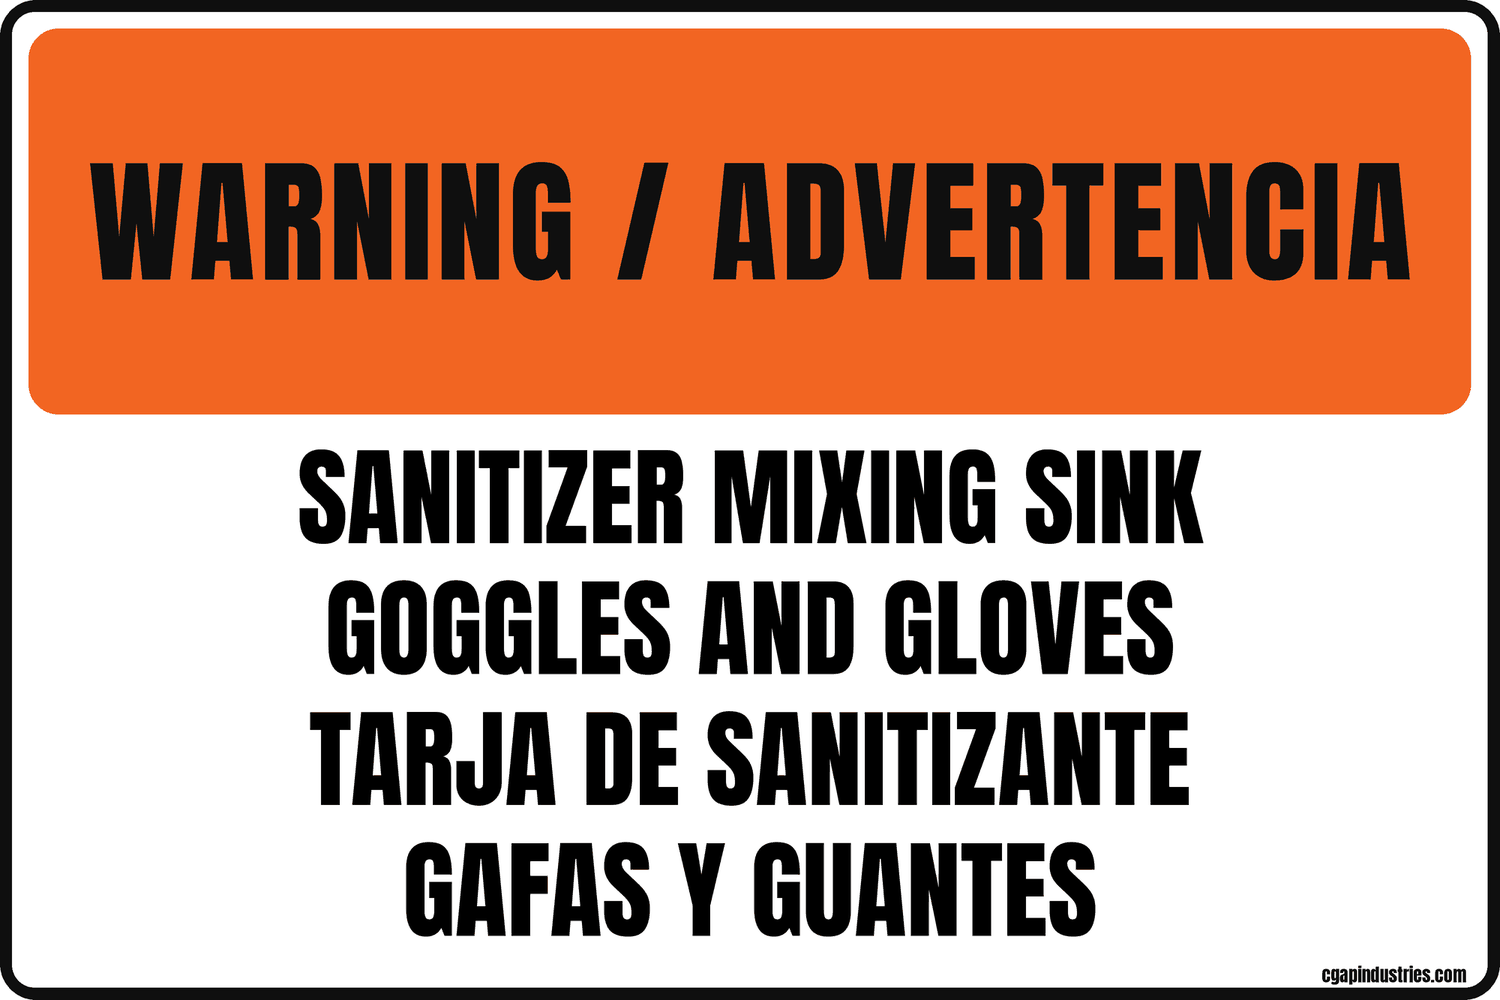 WARNING / ADVERTENCIA
SANITIZER MIXING SINK
GOGGLES AND GLOVES
TARJA DE SANITIZANTE
GAFAS Y GUANTES
cgapindustries.com